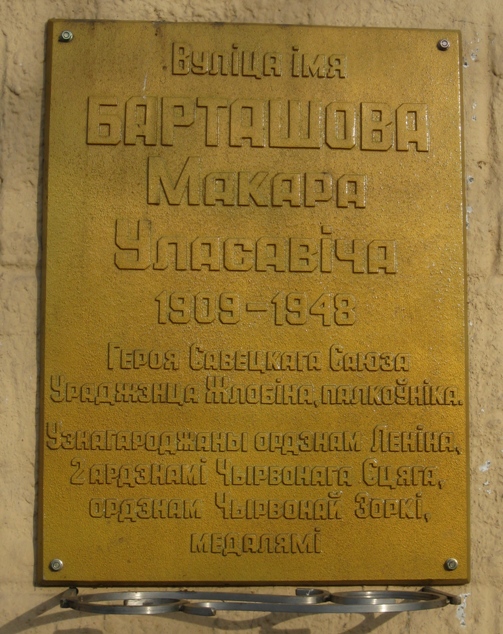 Вуліца імя
БАРТАШОВА
Макара
Уласавіча
1909–1948
Героя Савецкага Саюза
Ураджэнца Жлобіна, палкоўніка.
Узнагароджаны ордэнам Леніна,
2 ардэнамі Чырвонага Сцяга,
ордэнам Чырвонай Зоркі,
медалямі